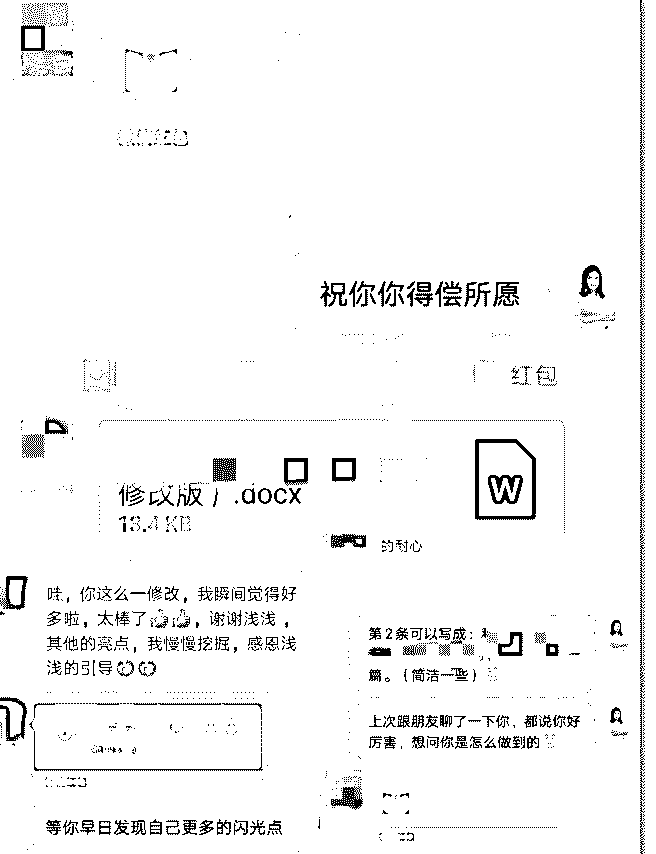 祝你你得偿所愿
红包
修改版）.docx
13.4 KB
的耐心
哇，你这么一修改，我瞬间觉得好
多啦，太棒了👍👍，谢谢浅浅，
其他的亮点，我慢慢挖掘，感恩浅
浅的引导😊😊
第2条可以写成：
篇。（简洁一些）
上次跟朋友聊了一下你，都说你好
厉害，想问你是怎么做到的
等你早日发现自己更多的闪光点